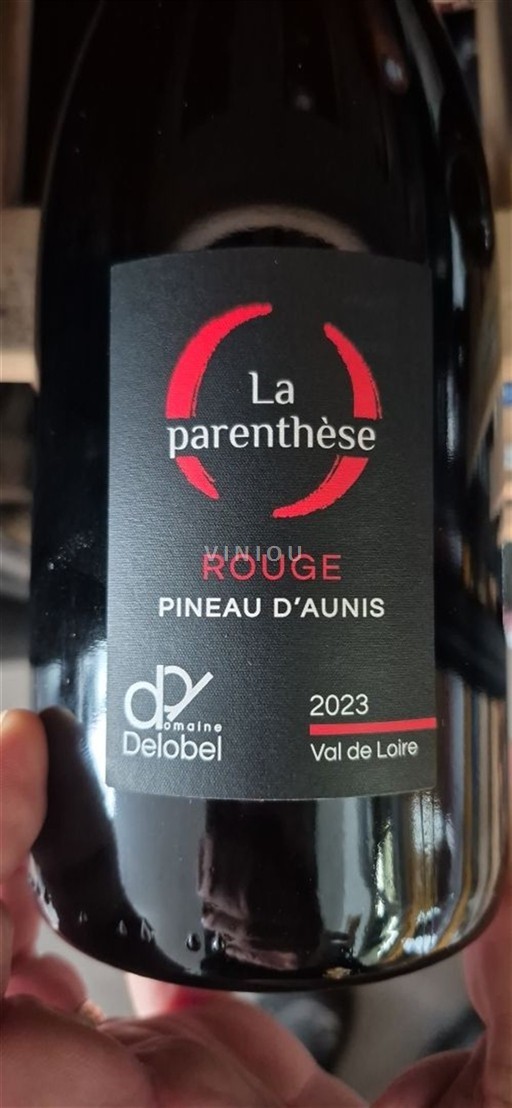 La
parenthèse
VINIOU
ROUGE
PINEAU D'AUNIS
Domaine
Delobel
2023
Val de Loire